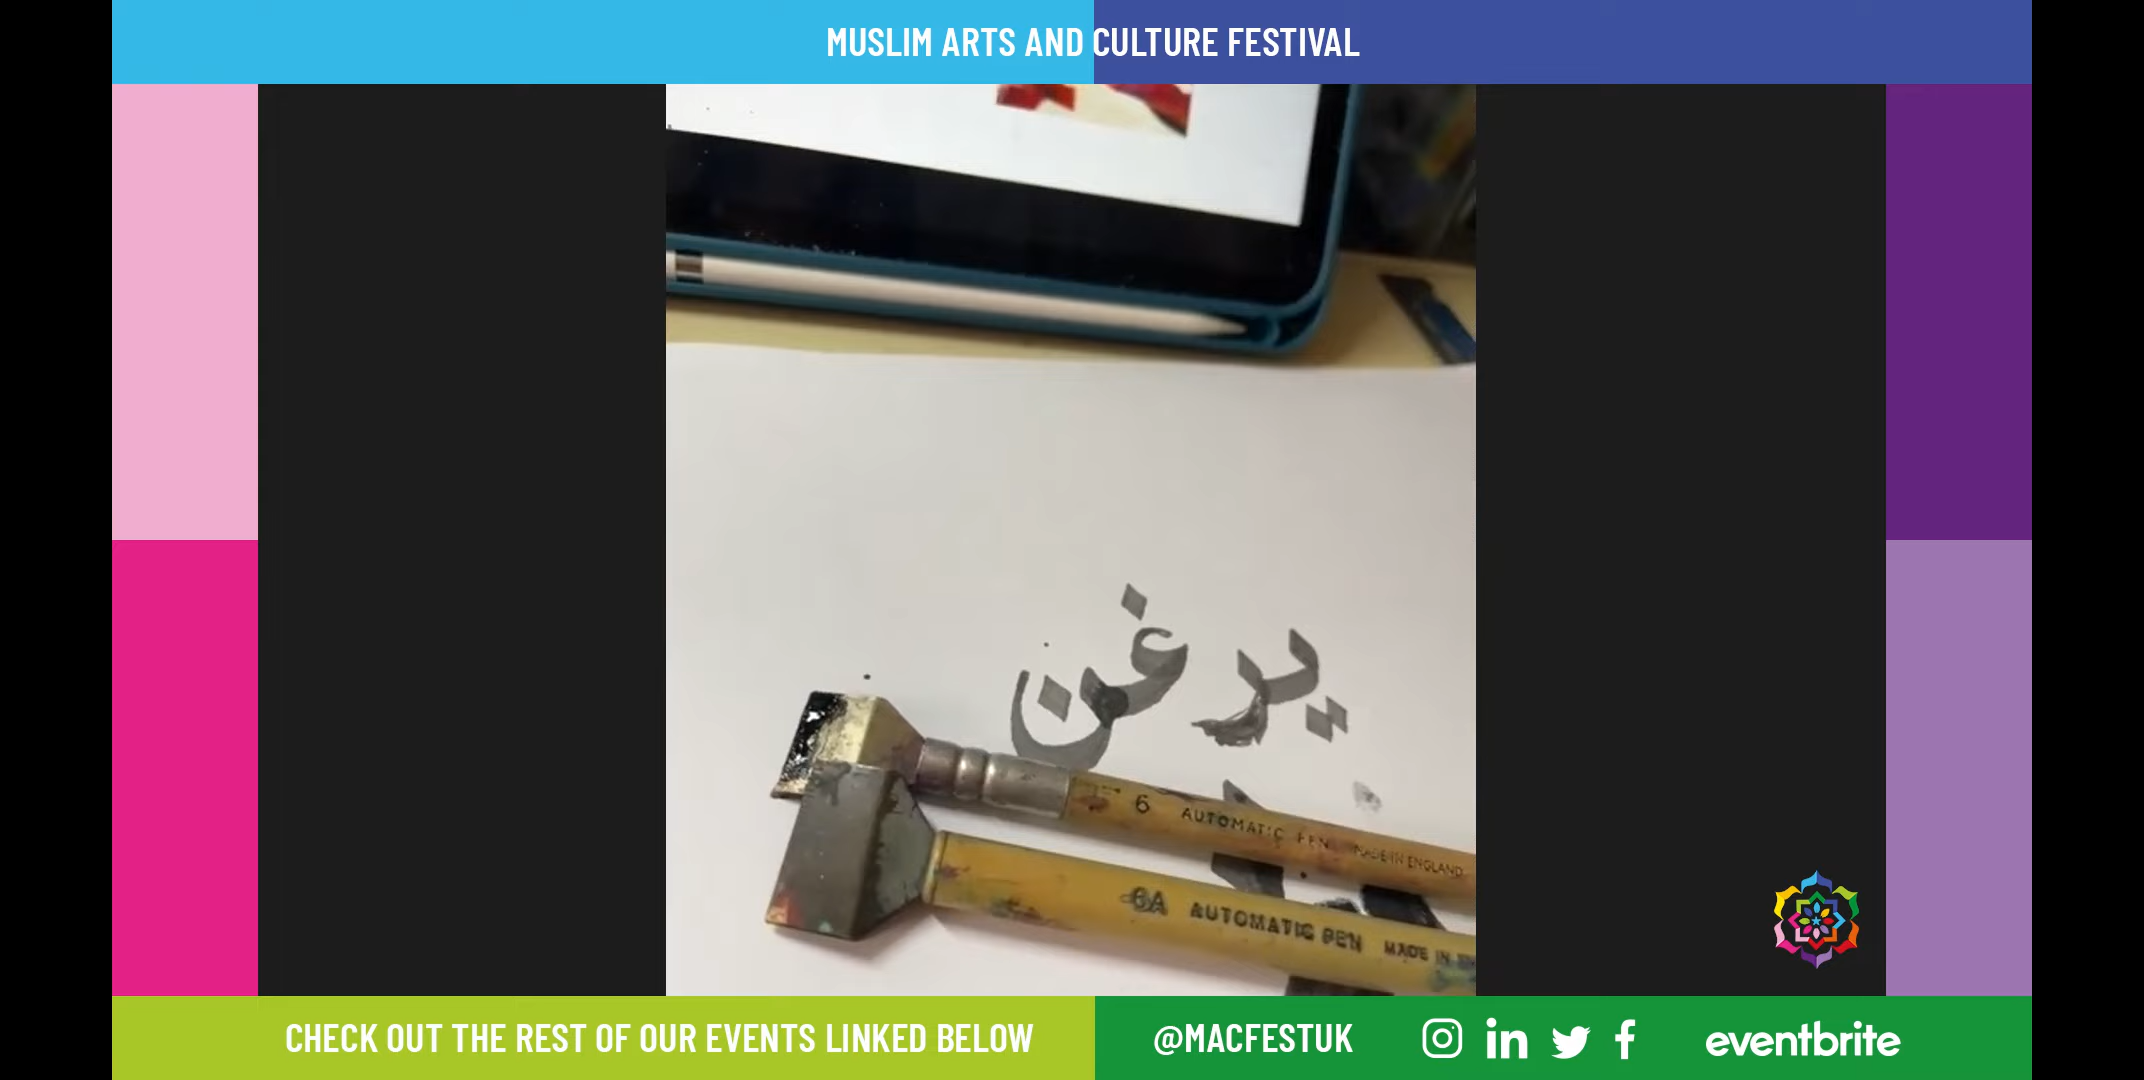 MUSLIM ARTS AND CULTURE FESTIVAL
يرغن
6 AUTOMATIC PEN MADE IN ENGLAND
6A AUTOMATIC PEN MADE IN
CHECK OUT THE REST OF OUR EVENTS LINKED BELOW
@MACFESTUK
eventbrite